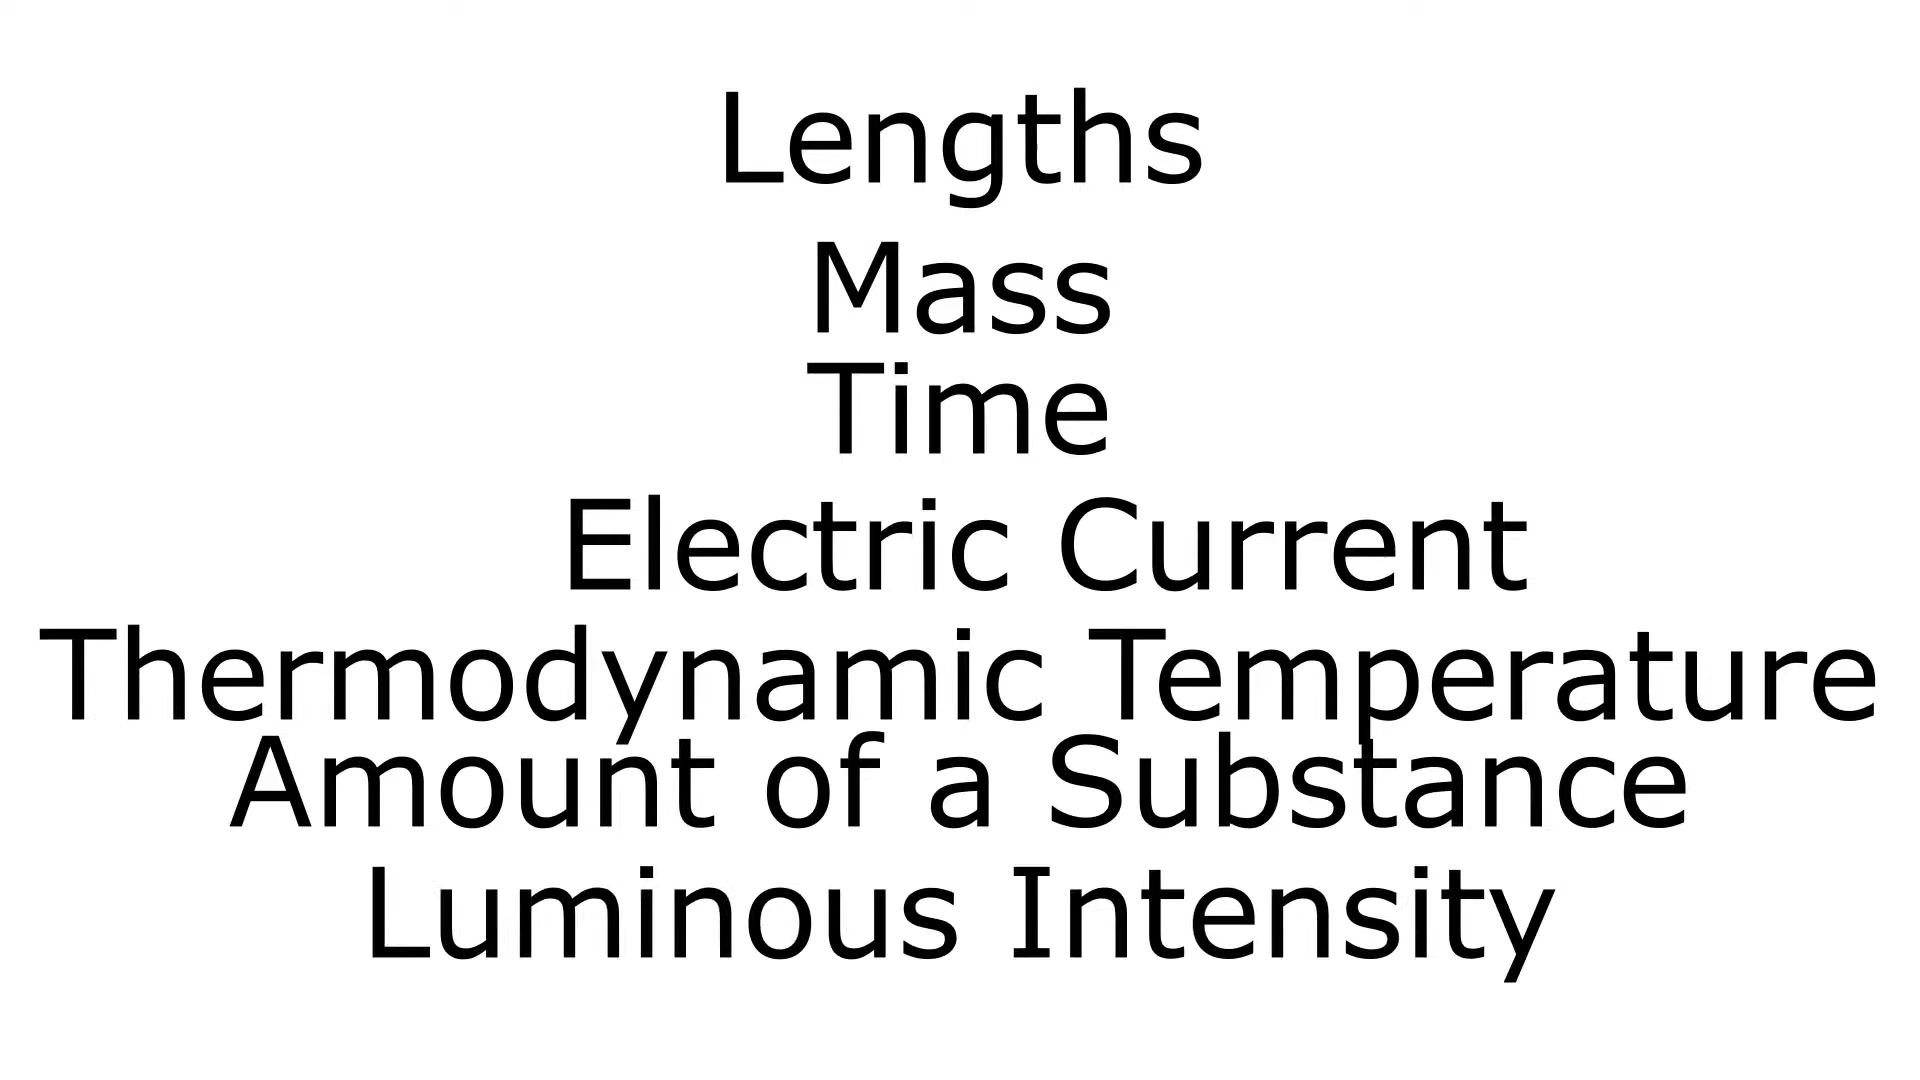 Lengths
Mass
Time
Electric Current
Thermodynamic Temperature
Amount of a Substance
Luminous Intensity